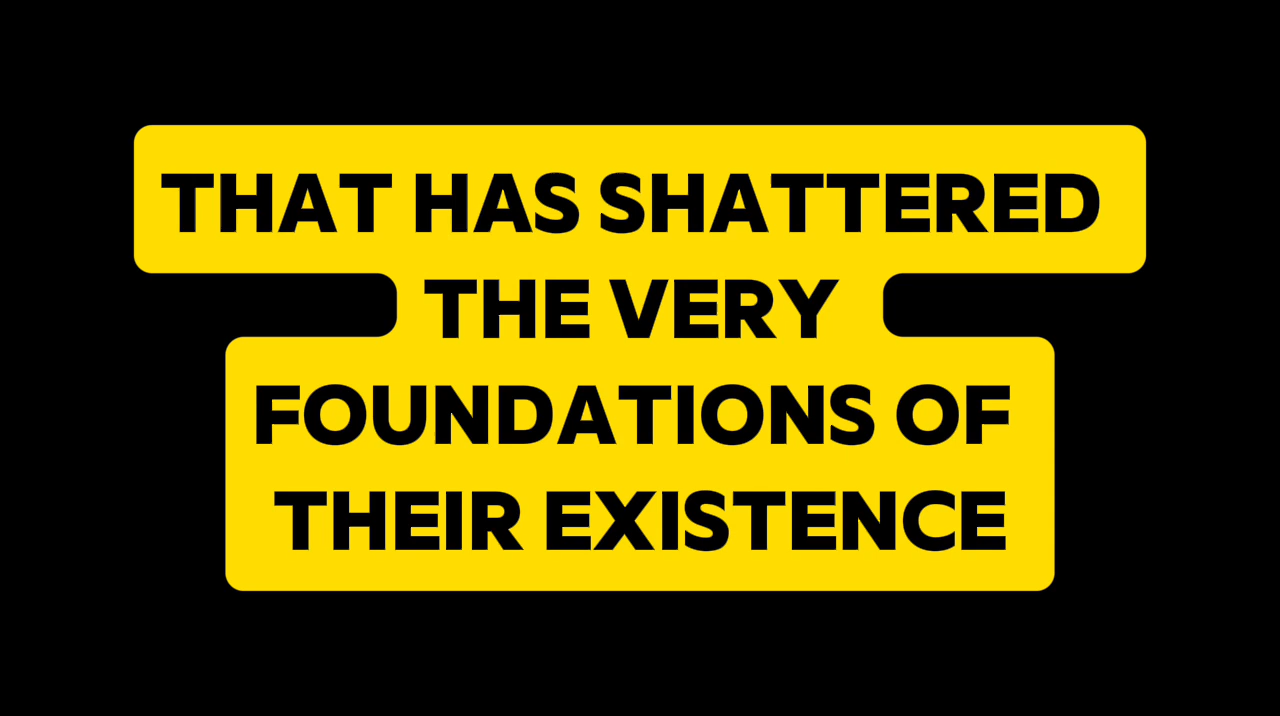 THAT HAS SHATTERED
THE VERY
FOUNDATIONS OF
THEIR EXISTENCE